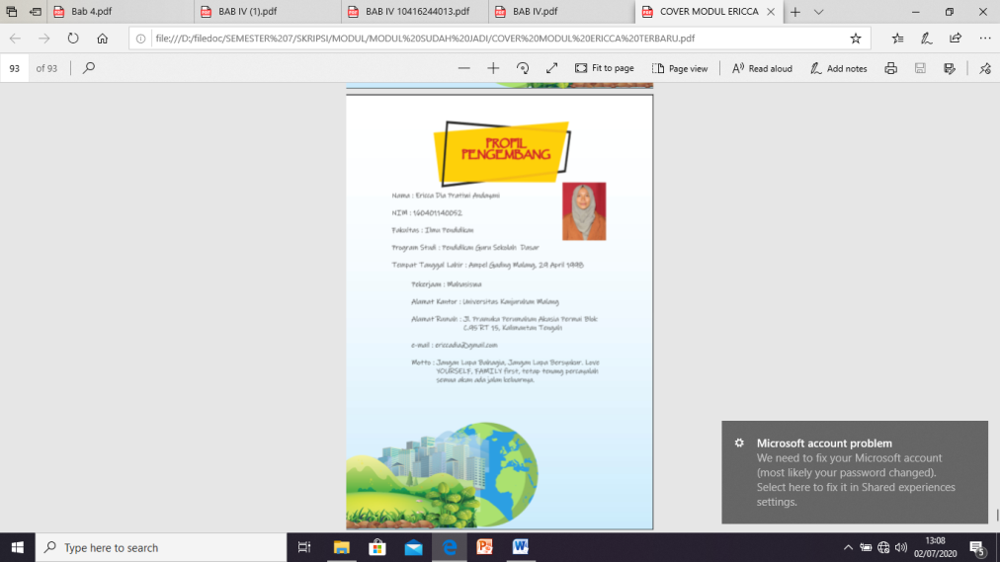 Bab 4.pdf
BAB IV (1).pdf
BAB IV 10416244013.pdf
BAB IV.pdf
COVER MODUL ERICCA
file:///D:/filedoc/SEMESTER%207/SKRIPSI/MODUL/MODUL%20SUDAH%20JADI/COVER%20MODUL%20ERICCA%20TERBARU.pdf
93 of 93
Fit to page
Page view
Read aloud
Add notes
PROFIL
PENGEMBANG
Nama : Ericca Dia Pratiwi Andayani
NIM : 160401140052
Fakultas : Ilmu Pendidikan
Program Studi : Pendidikan Guru Sekolah Dasar
Tempat Tanggal Lahir : Ampel Gading Malang, 29 April 1998
Pekerjaan : Mahasiswa
Alamat Kantor : Universitas Kanjuruhan Malang
Alamat Rumah : Jl. Pramuka Perumahan Akasia Permai Blok
C.95 RT 15, Kalimantan Tengah
e-mail : ericcadia@gmail.com
Motto : Jangan Lupa Bahagia, Jangan Lupa Bersyukur. Love
YOURSELF, FAMILY first, tetap tenang percayalah
semua akan ada jalan keluarnya.
Microsoft account problem
We need to fix your Microsoft account
(most likely your password changed).
Select here to fix it in Shared experiences
settings.
Type here to search
13:08
02/07/2020
5